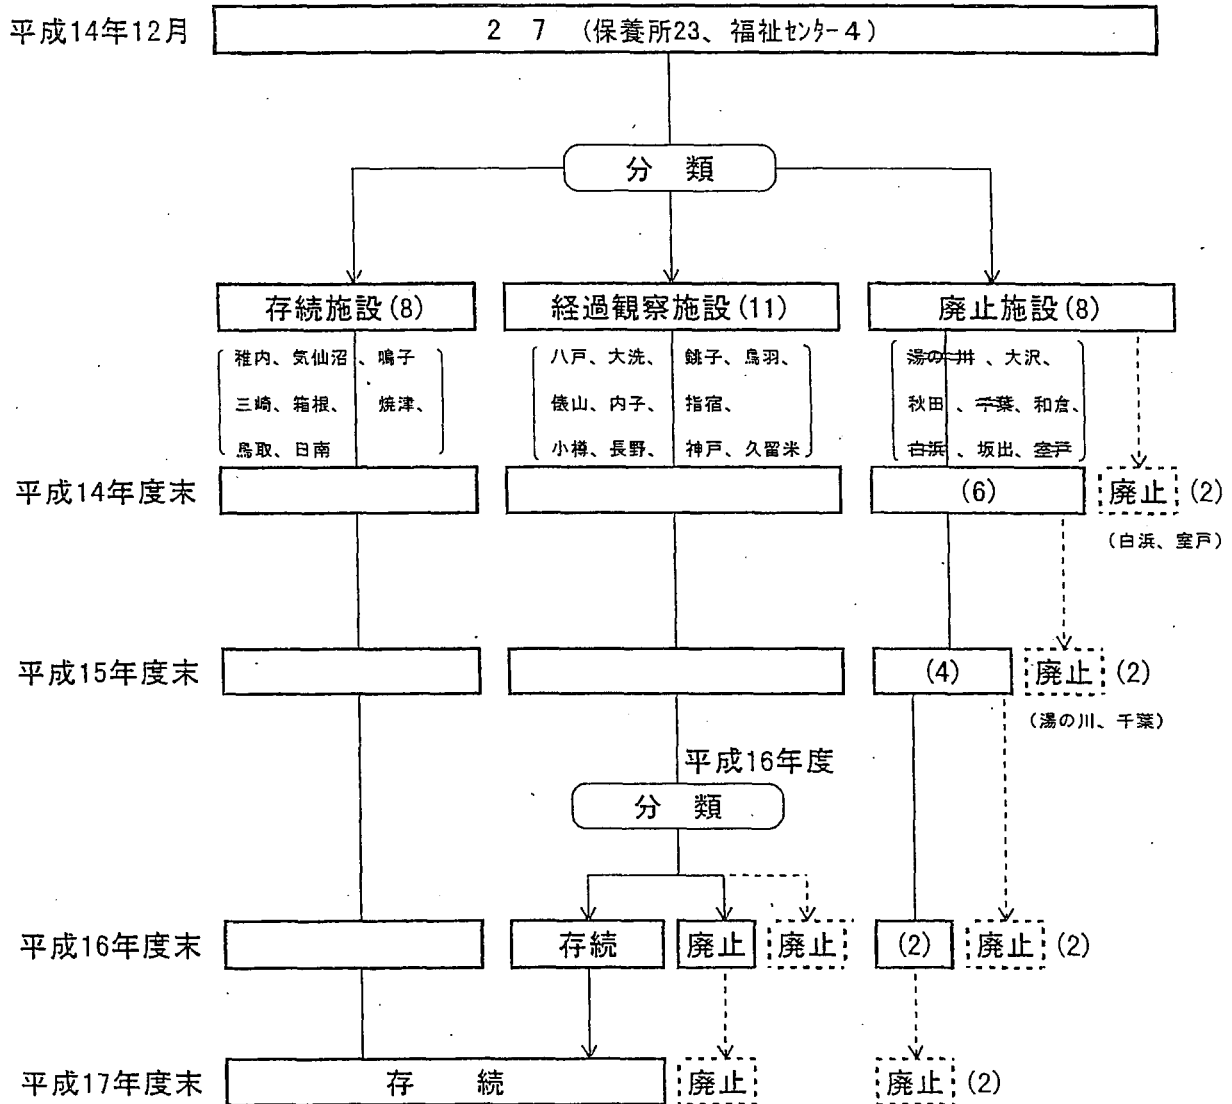 平成14年12月 27 (保養所23、福祉センター4)
分類
存続施設(8) 経過観察施設(11) 廃止施設(8)
稚内、気仙沼、鳴子 八戸、大洗、銚子、鳥羽、 湯の川、大沢、
三崎、箱根、焼津、 俵山、内子、指宿、 秋田、千葉、和倉、
鳥取、日南 小樽、長野、神戸、久留米 白浜、坂出、室戸
平成14年度末 (6) 廃止 (2)
(白浜、室戸)
平成15年度末 (4) 廃止 (2)
(湯の川、千葉)
平成16年度
分類
平成16年度末 存続 廃止 廃止 (2) 廃止 (2)
平成17年度末 存続 廃止 廃止 (2)